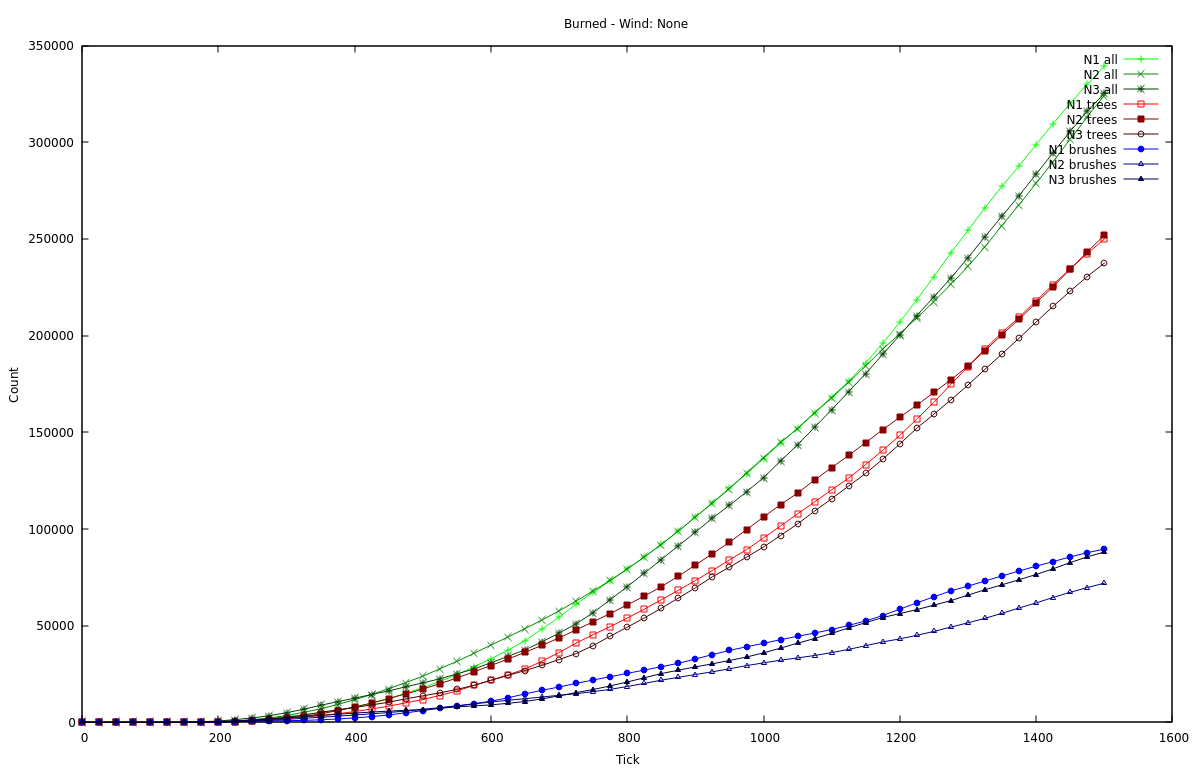 Burned - Wind: None
350000
300000
250000
200000
150000
100000
50000
0
Count
0 200 400 600 800 1000 1200 1400 1600
Tick
N1 all
N2 all
N3 all
N1 trees
N2 trees
N3 trees
N1 brushes
N2 brushes
N3 brushes